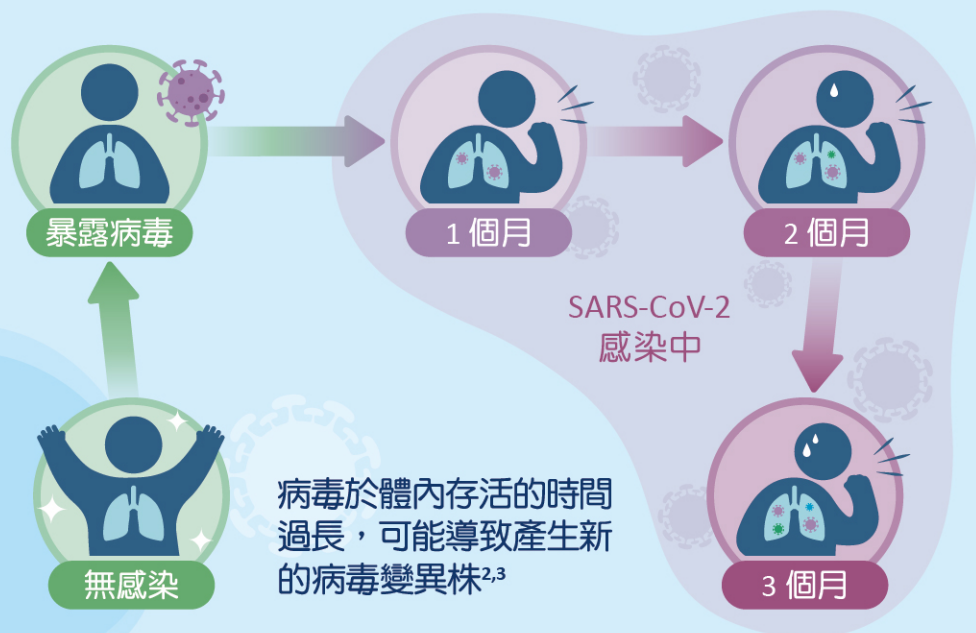 暴露病毒
1 個月
2 個月
SARS-CoV-2
感染中
無感染
病毒於體內存活的時間
過長，可能導致產生新
的病毒變異株2,3
3 個月